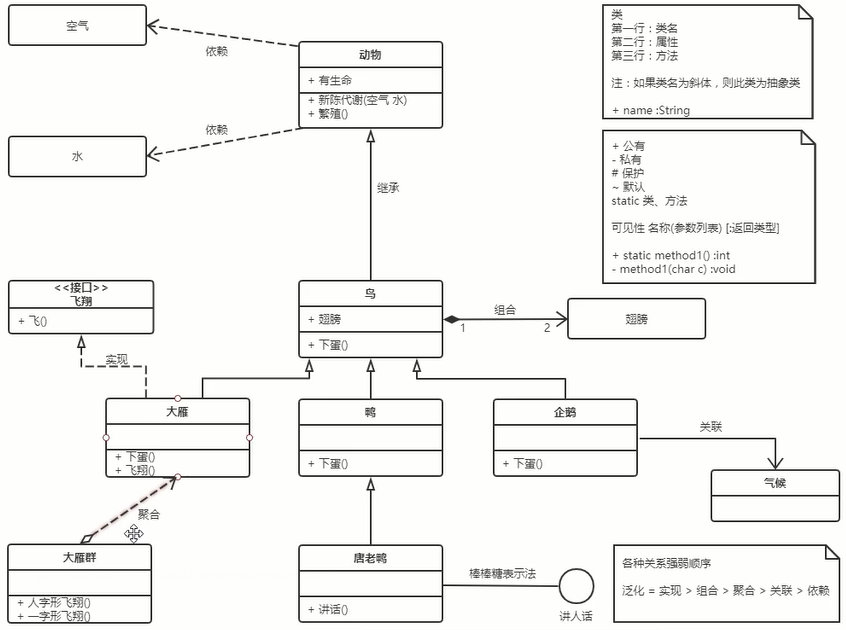 空气
依赖
动物
+ 有生命
+ 新陈代谢(空气 水)
+ 繁殖()
类
第一行：类名
第二行：属性
第三行：方法
注：如果类名为斜体，则此类为抽象类
+ name :String
依赖
水
继承
+ 公有
- 私有
# 保护
~ 默认
static 类、方法
可见性 名称(参数列表) [:返回类型]
+ static method1() :int
- method1(char c) :void
<<接口>>
飞翔
+ 飞()
鸟
+ 翅膀
+ 下蛋()
组合
1
2
翅膀
实现
大雁
+ 下蛋()
+ 飞翔()
鸭
+ 下蛋()
企鹅
+ 下蛋()
关联
气候
聚合
大雁群
+ 人字形飞翔()
+ 一字形飞翔()
唐老鸭
+ 讲话()
棒棒糖表示法
讲人话
各种关系强弱顺序
泛化 = 实现 > 组合 > 聚合 > 关联 > 依赖